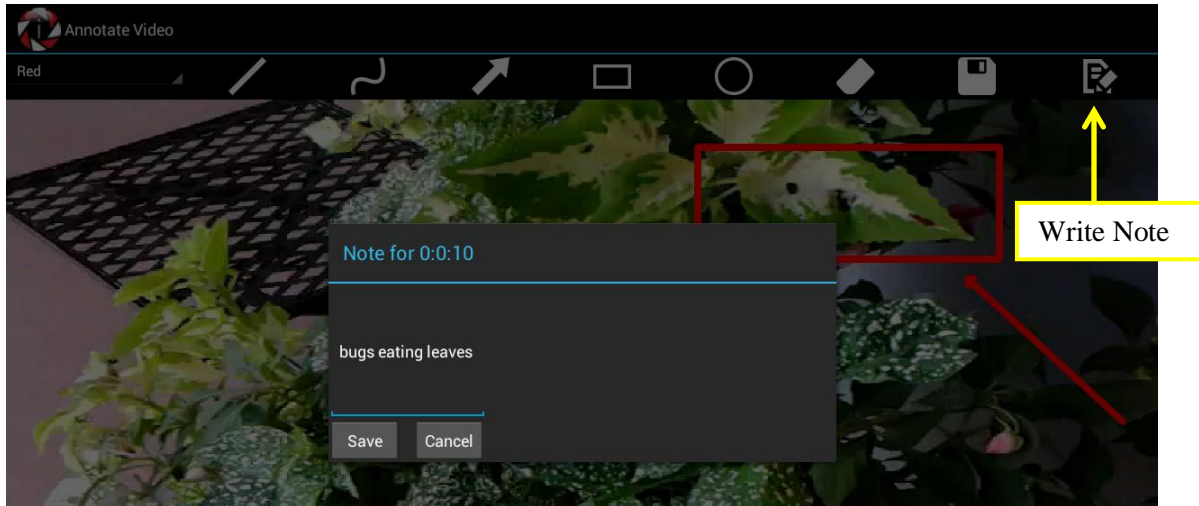 Annotate Video
Red
Write Note
Note for 0:0:10
bugs eating leaves
Save Cancel